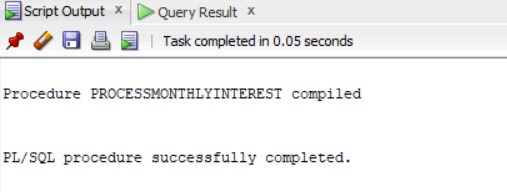 Script Output x Query Result x
Task completed in 0.05 seconds
Procedure PROCESSMONTHLYINTEREST compiled
PL/SQL procedure successfully completed.